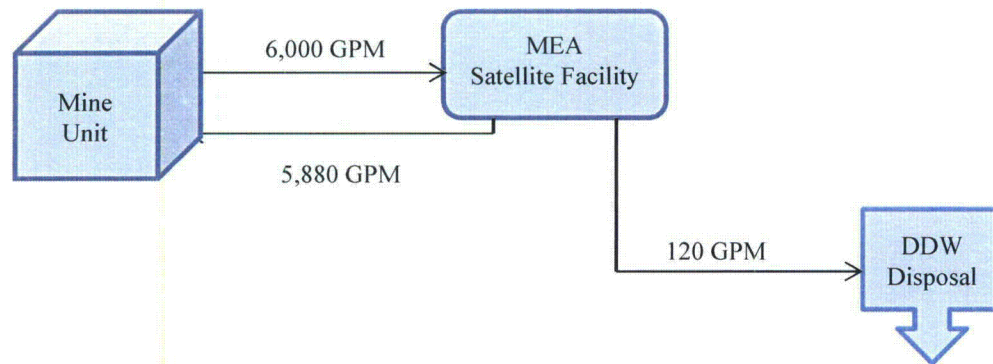 6,000 GPM
MEA
Satellite Facility
Mine
Unit
5,880 GPM
120 GPM
DDW
Disposal